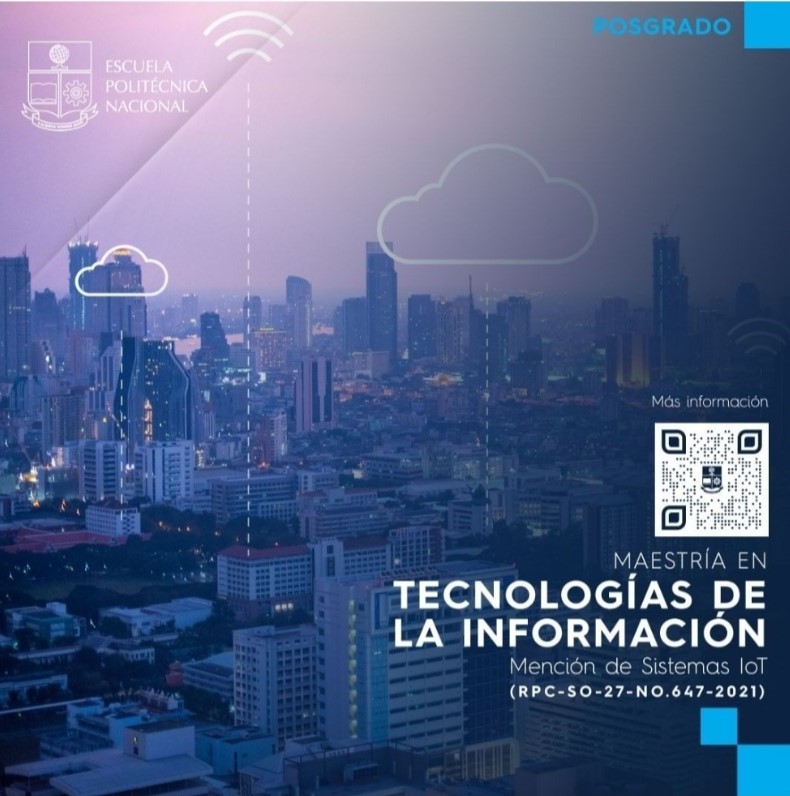 POSGRADO
ESCUELA
POLITÉCNICA
NACIONAL
Más información
MAESTRÍA EN
TECNOLOGÍAS DE
LA INFORMACIÓN
Mención de Sistemas IoT
(RPC-SO-27-NO.647-2021)